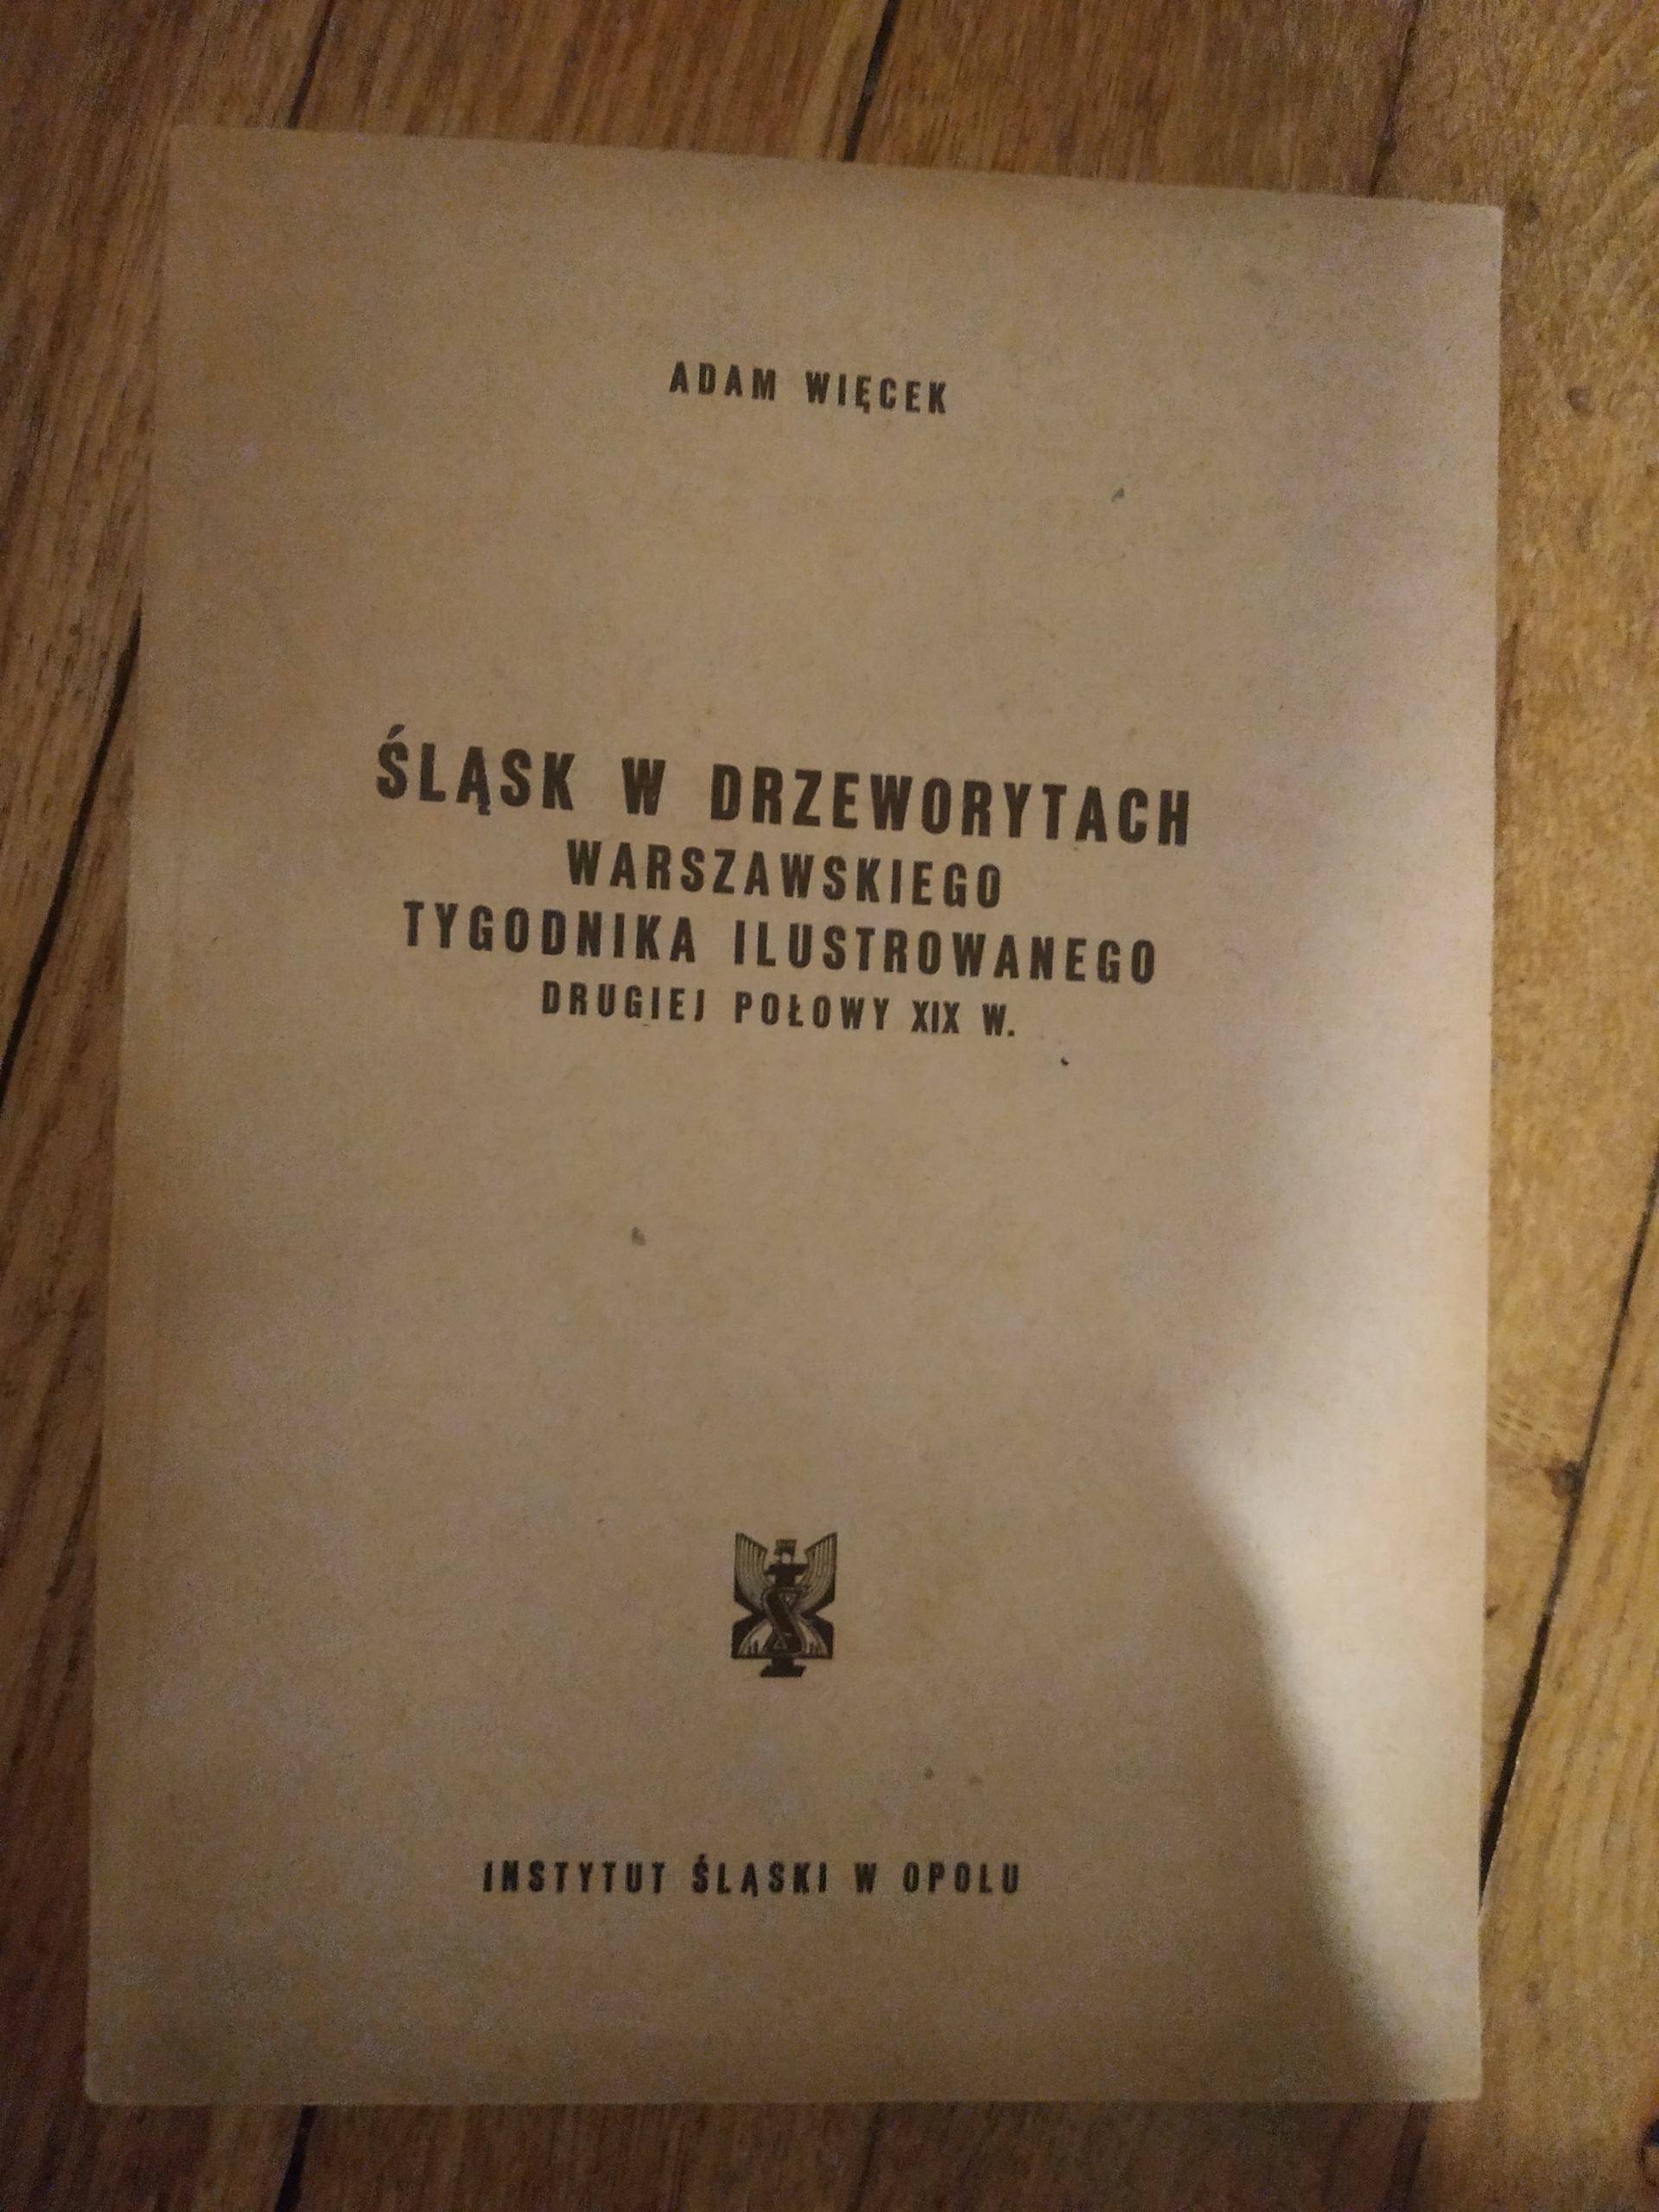 ADAM WIĘCEK
ŚLĄSK W DRZEWORYTACH
WARSZAWSKIEGO
TYGODNIKA ILUSTROWANEGO
DRUGIEJ POŁOWY XIX W.
INSTYTUT ŚLĄSKI W OPOLU